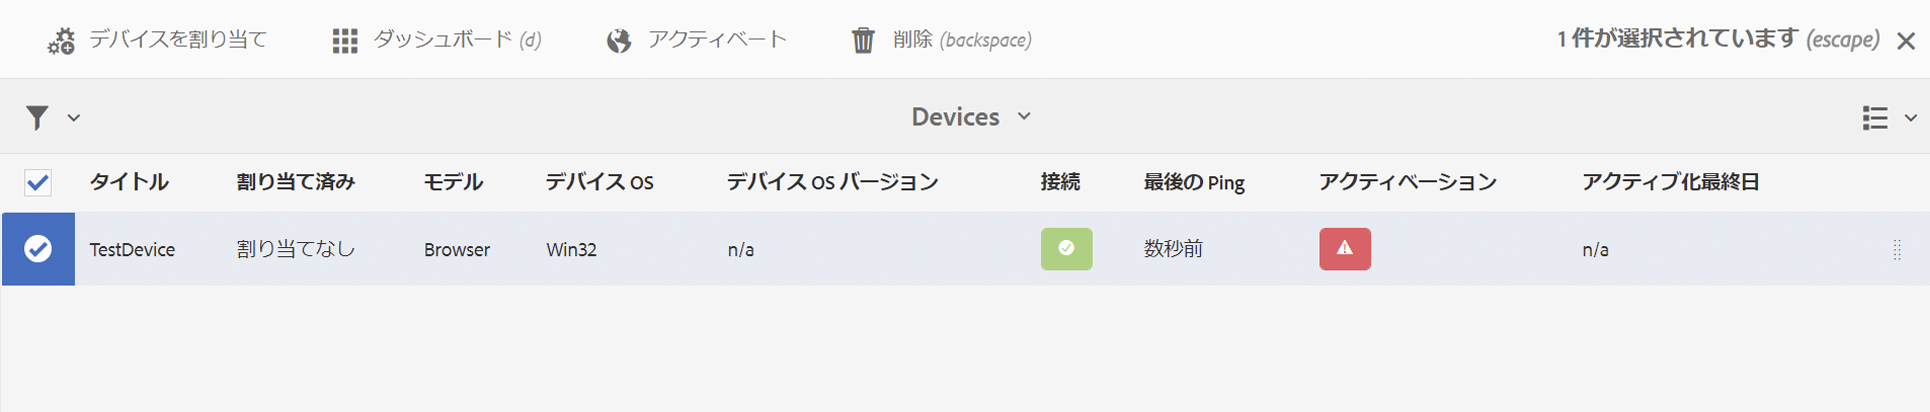 デバイスを割り当て ダッシュボード (d) アクティベート 削除 (backspace) 1 件が選択されています (escape)
Devices
タイトル 割り当て済み モデル デバイス OS デバイス OS バージョン 接続 最後の Ping アクティベーション アクティブ化最終日
TestDevice 割り当てなし Browser Win32 n/a 数秒前 n/a